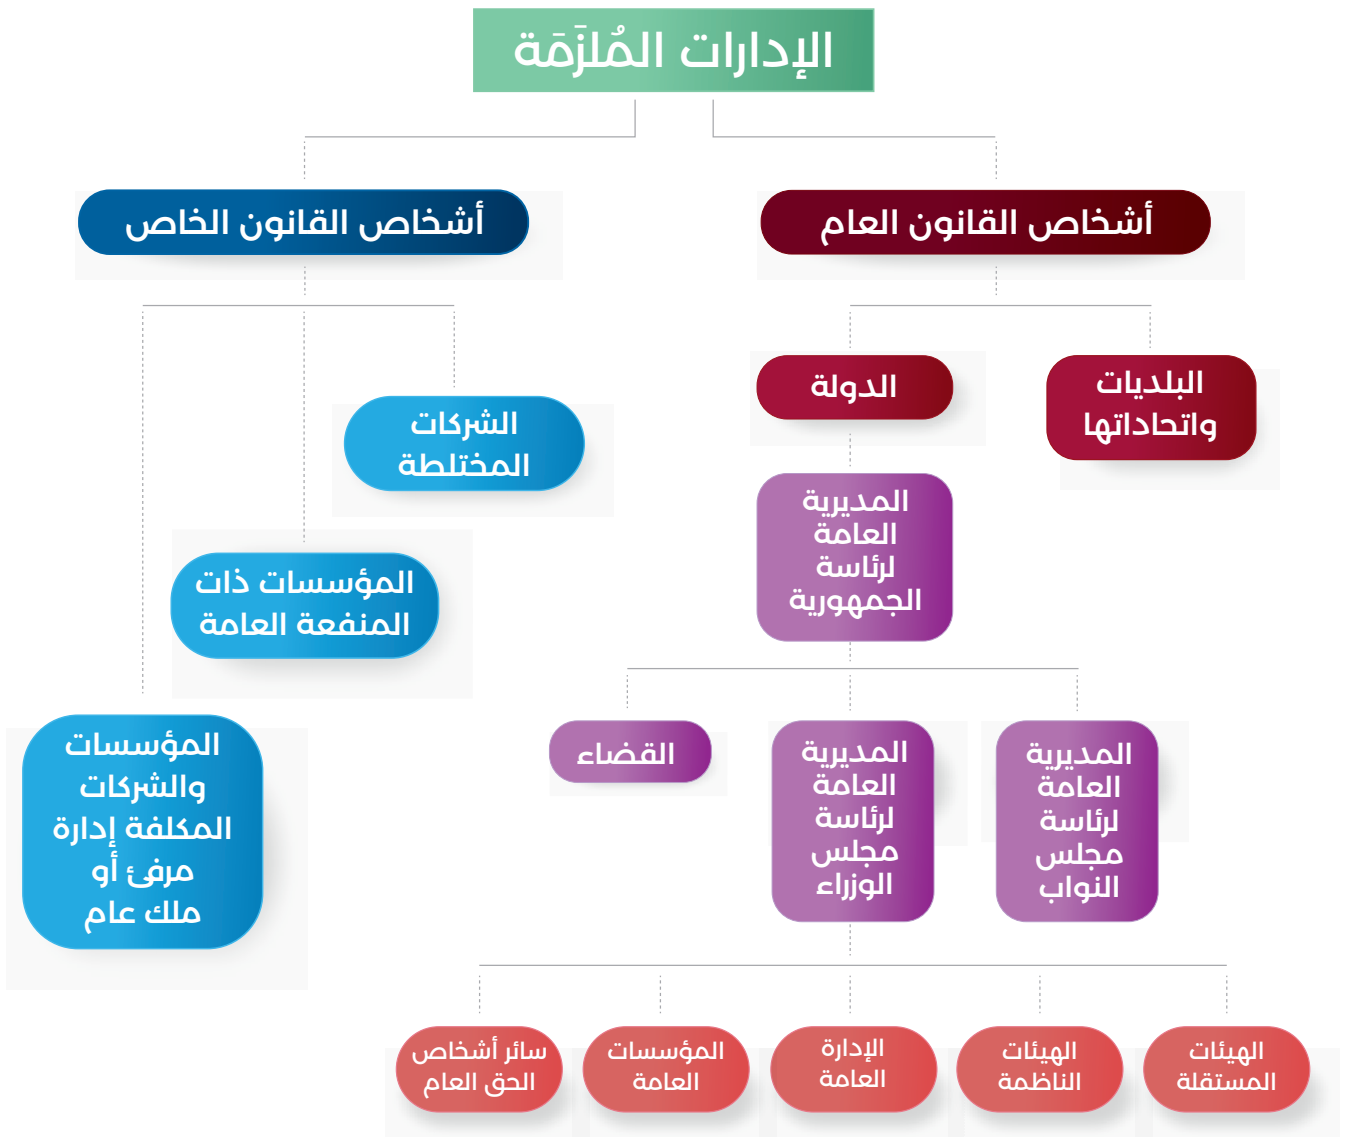 الإدارات المُلزَمَة
أشخاص القانون العام
أشخاص القانون الخاص
البلديات
واتحاداتها
الدولة
المديرية
العامة
لرئاسة
الجمهورية
المديرية
العامة
لرئاسة
مجلس
النواب
المديرية
العامة
لرئاسة
مجلس
الوزراء
القضاء
الهيئات
المستقلة
الهيئات
الناظمة
الإدارة
العامة
المؤسسات
العامة
سائر أشخاص
الحق العام
الشركات
المختلطة
المؤسسات ذات
المنفعة العامة
المؤسسات
والشركات
المكلفة إدارة
مرفئ أو
ملك عام